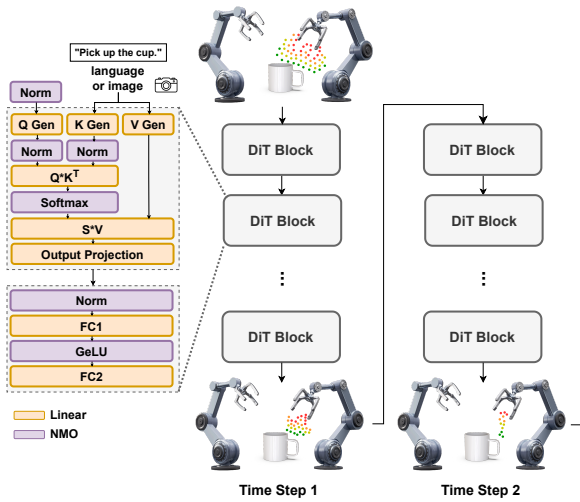 "Pick up the cup."
language
or image
Norm
Q Gen
K Gen
V Gen
Norm
Norm
Q*K^T
Softmax
S*V
Output Projection
Norm
FC1
GeLU
FC2
Linear
NMO
DiT Block
DiT Block
...
DiT Block
Time Step 1
DiT Block
DiT Block
...
DiT Block
Time Step 2